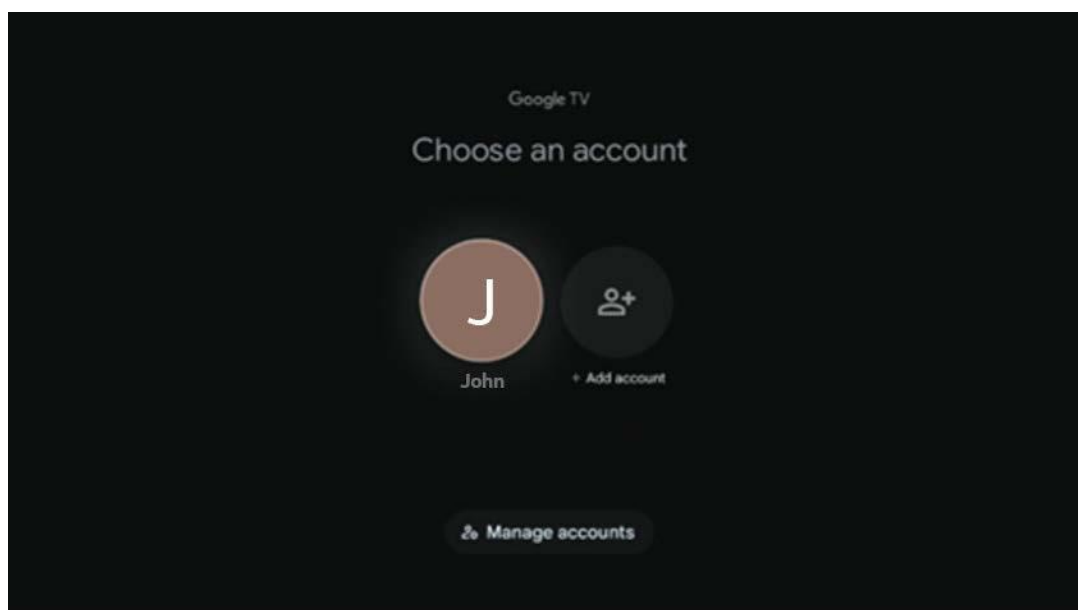 Google TV
Choose an account
J
John
+ Add account
Manage accounts